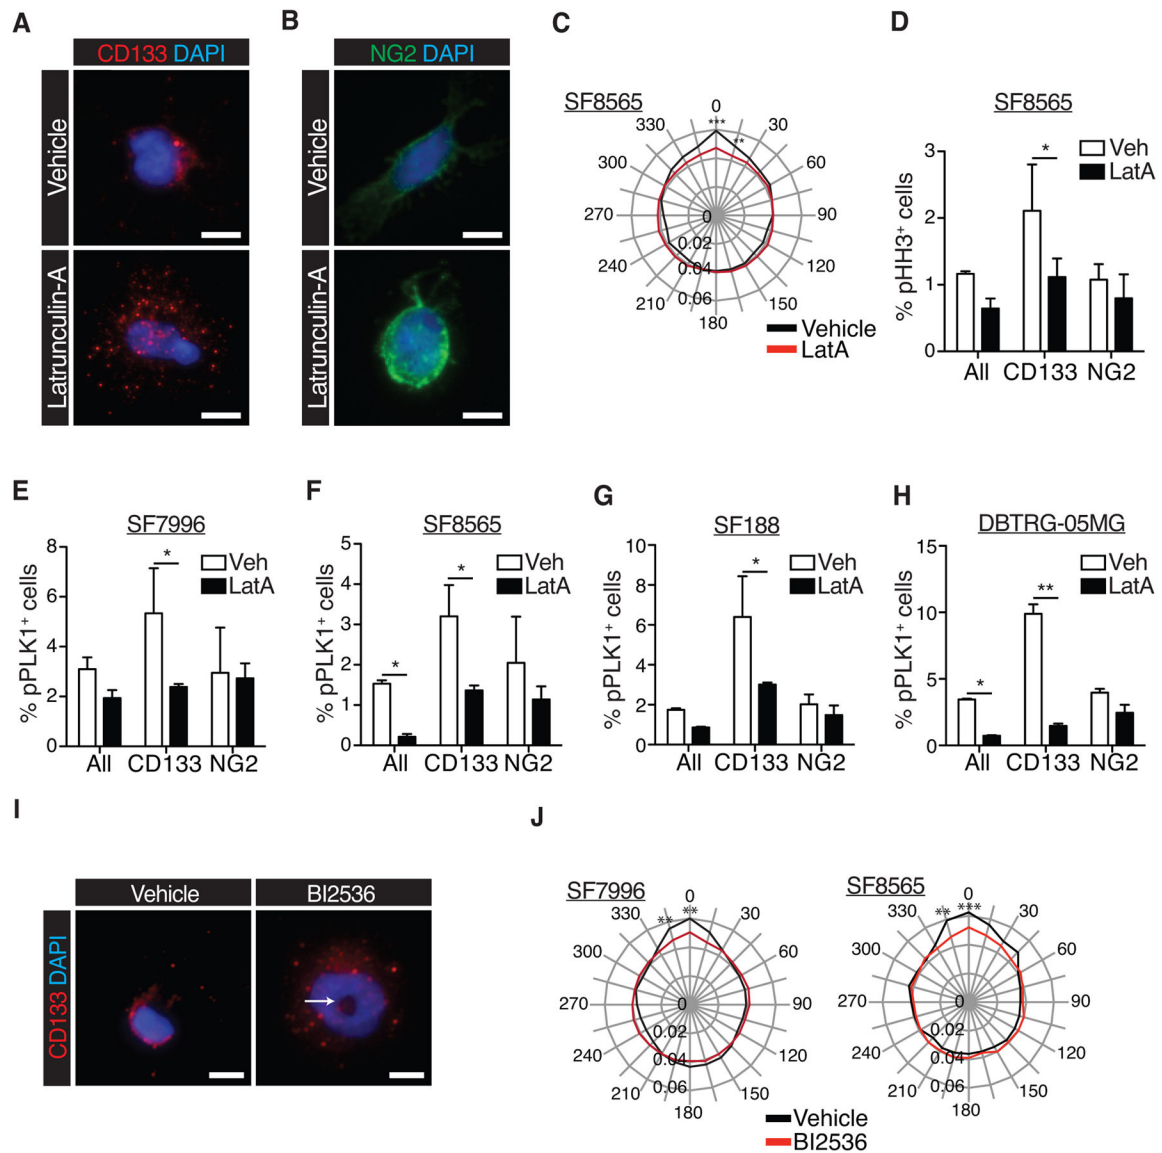 A
CD133 DAPI
Vehicle
Latrunculin-A
B
NG2 DAPI
Vehicle
Latrunculin-A
C
SF8565
0
30
60
90
120
150
180
210
240
270
300
330
***
**
0
0.02
0.04
0.06
Vehicle
LatA
D
SF8565
% pHH3+ cells
3
2
1
0
*
Veh
LatA
All CD133 NG2
E
SF7996
% pPLK1+ cells
8
6
4
2
0
*
Veh
LatA
All CD133 NG2
F
SF8565
% pPLK1+ cells
5
4
3
2
1
0
*
*
Veh
LatA
All CD133 NG2
G
SF188
% pPLK1+ cells
10
8
6
4
2
0
*
Veh
LatA
All CD133 NG2
H
DBTRG-05MG
% pPLK1+ cells
15
10
5
0
*
**
Veh
LatA
All CD133 NG2
I
Vehicle
BI2536
CD133 DAPI
J
SF7996
0
30
60
90
120
150
180
210
240
270
300
330
**
**
0
0.02
0.04
0.06
SF8565
0
30
60
90
120
150
180
210
240
270
300
330
**
***
0
0.02
0.04
0.06
Vehicle
BI2536